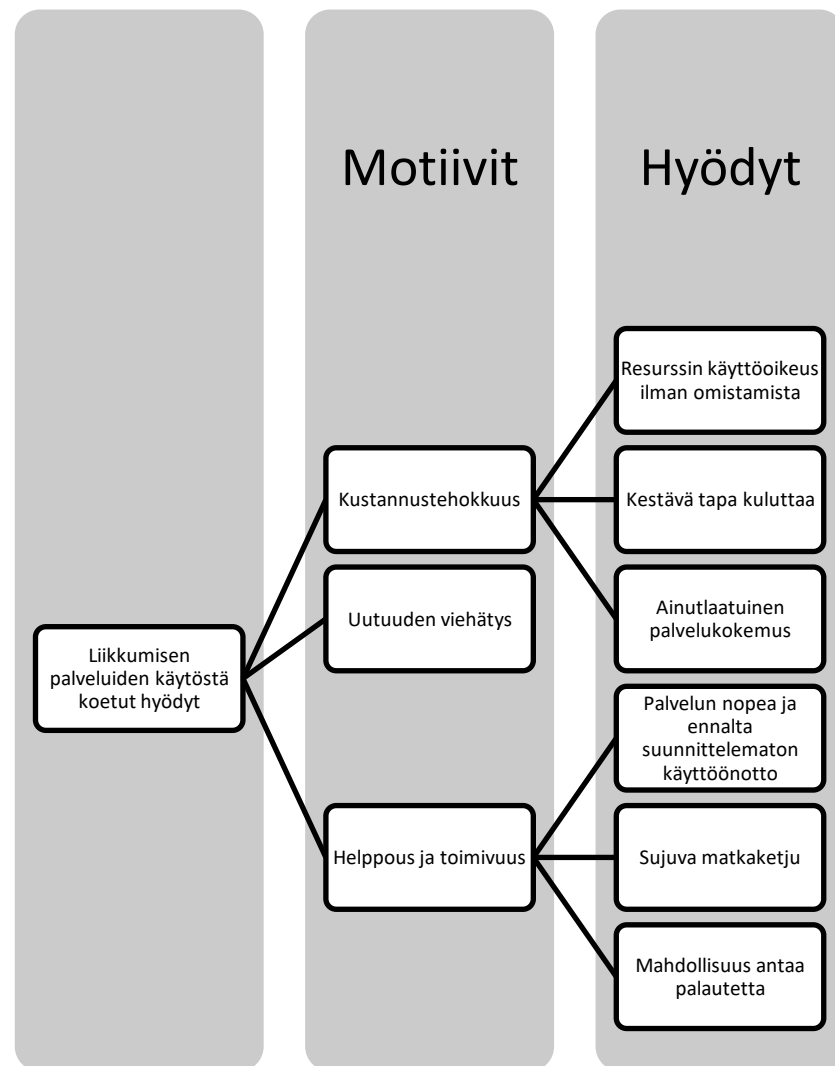 Motiivit
Hyödyt
Liikkumisen
palveluiden käytöstä
koetut hyödyt
Kustannustehokkuus
Resurssin käyttöoikeus
ilman omistamista
Kestävä tapa kuluttaa
Ainutlaatuinen
palvelukokemus
Uutuuden viehätys
Helppous ja toimivuus
Palvelun nopea ja
ennalta
suunnittelematon
käyttöönotto
Sujuva matkaketju
Mahdollisuus antaa
palautetta